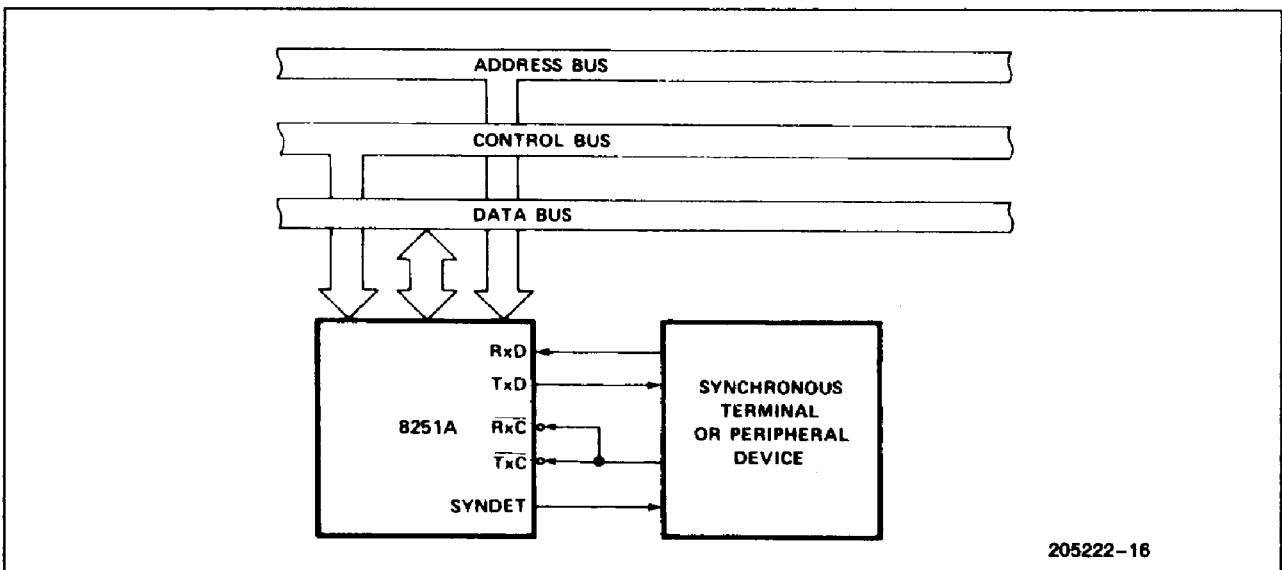 ADDRESS BUS
CONTROL BUS
DATA BUS
RxD
TxD
8251A
RxC
TxC
SYNDET
SYNCHRONOUS
TERMINAL
OR PERIPHERAL
DEVICE
205222-16